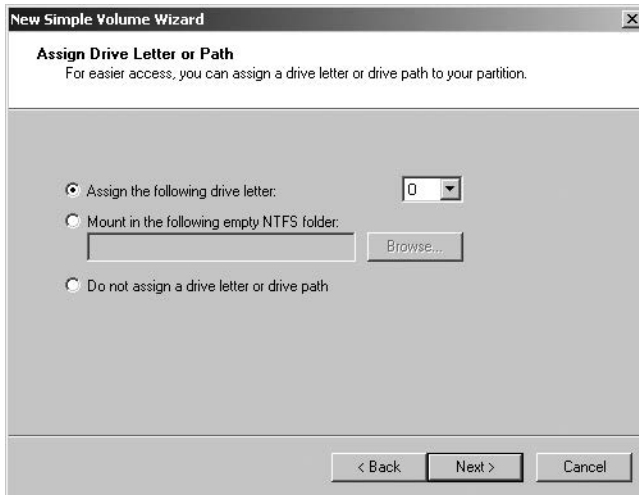 New Simple Volume Wizard
Assign Drive Letter or Path
For easier access, you can assign a drive letter or drive path to your partition.
Assign the following drive letter: O
Mount in the following empty NTFS folder:
Browse...
Do not assign a drive letter or drive path
< Back Next > Cancel